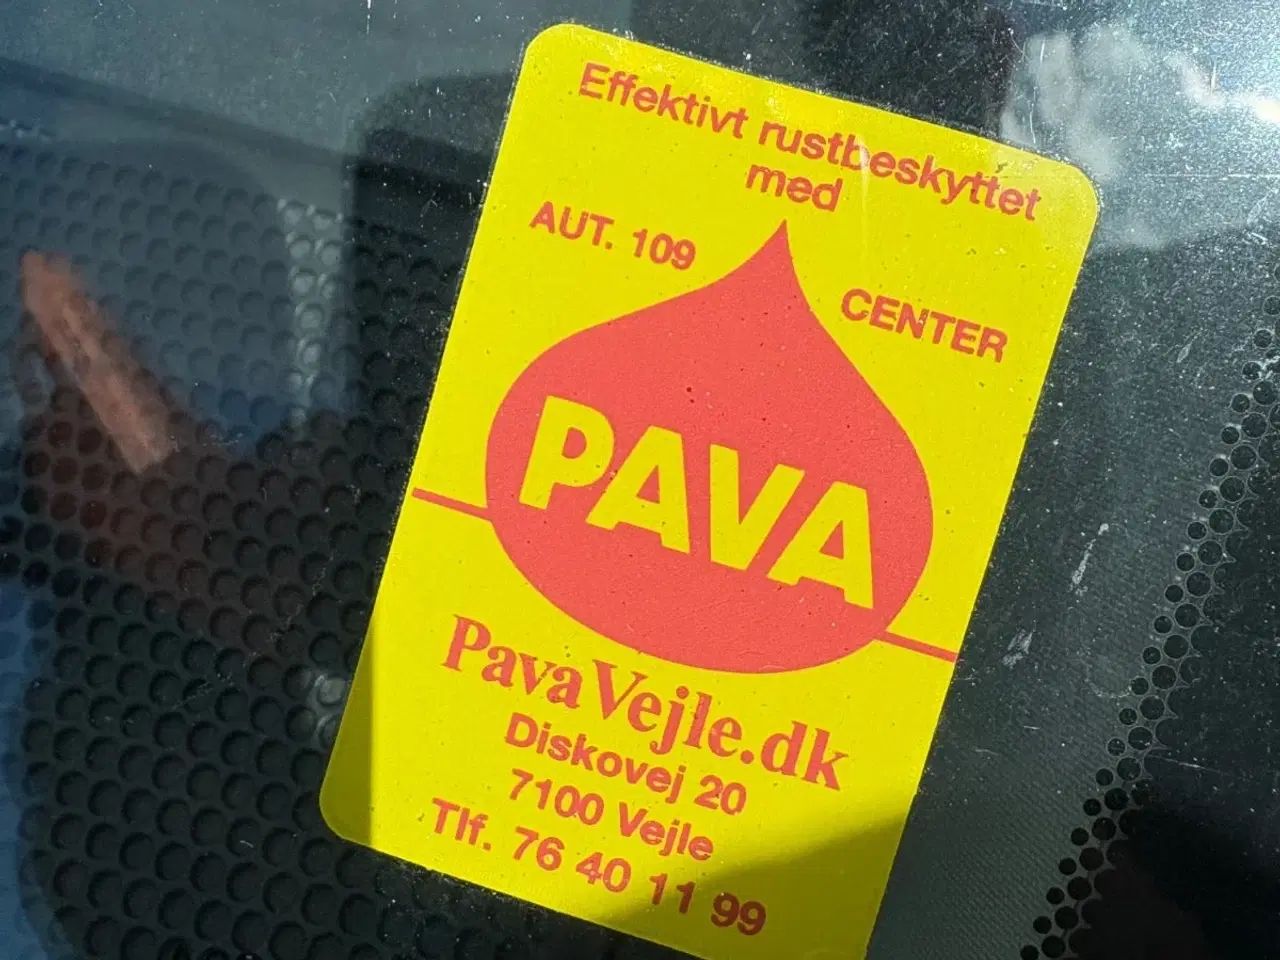 Effektivt rustbeskyttet
med
AUT. 109
CENTER
PAVA
PavaVejle.dk
Diskovej 20
7100 Vejle
Tlf. 76 40 11 99